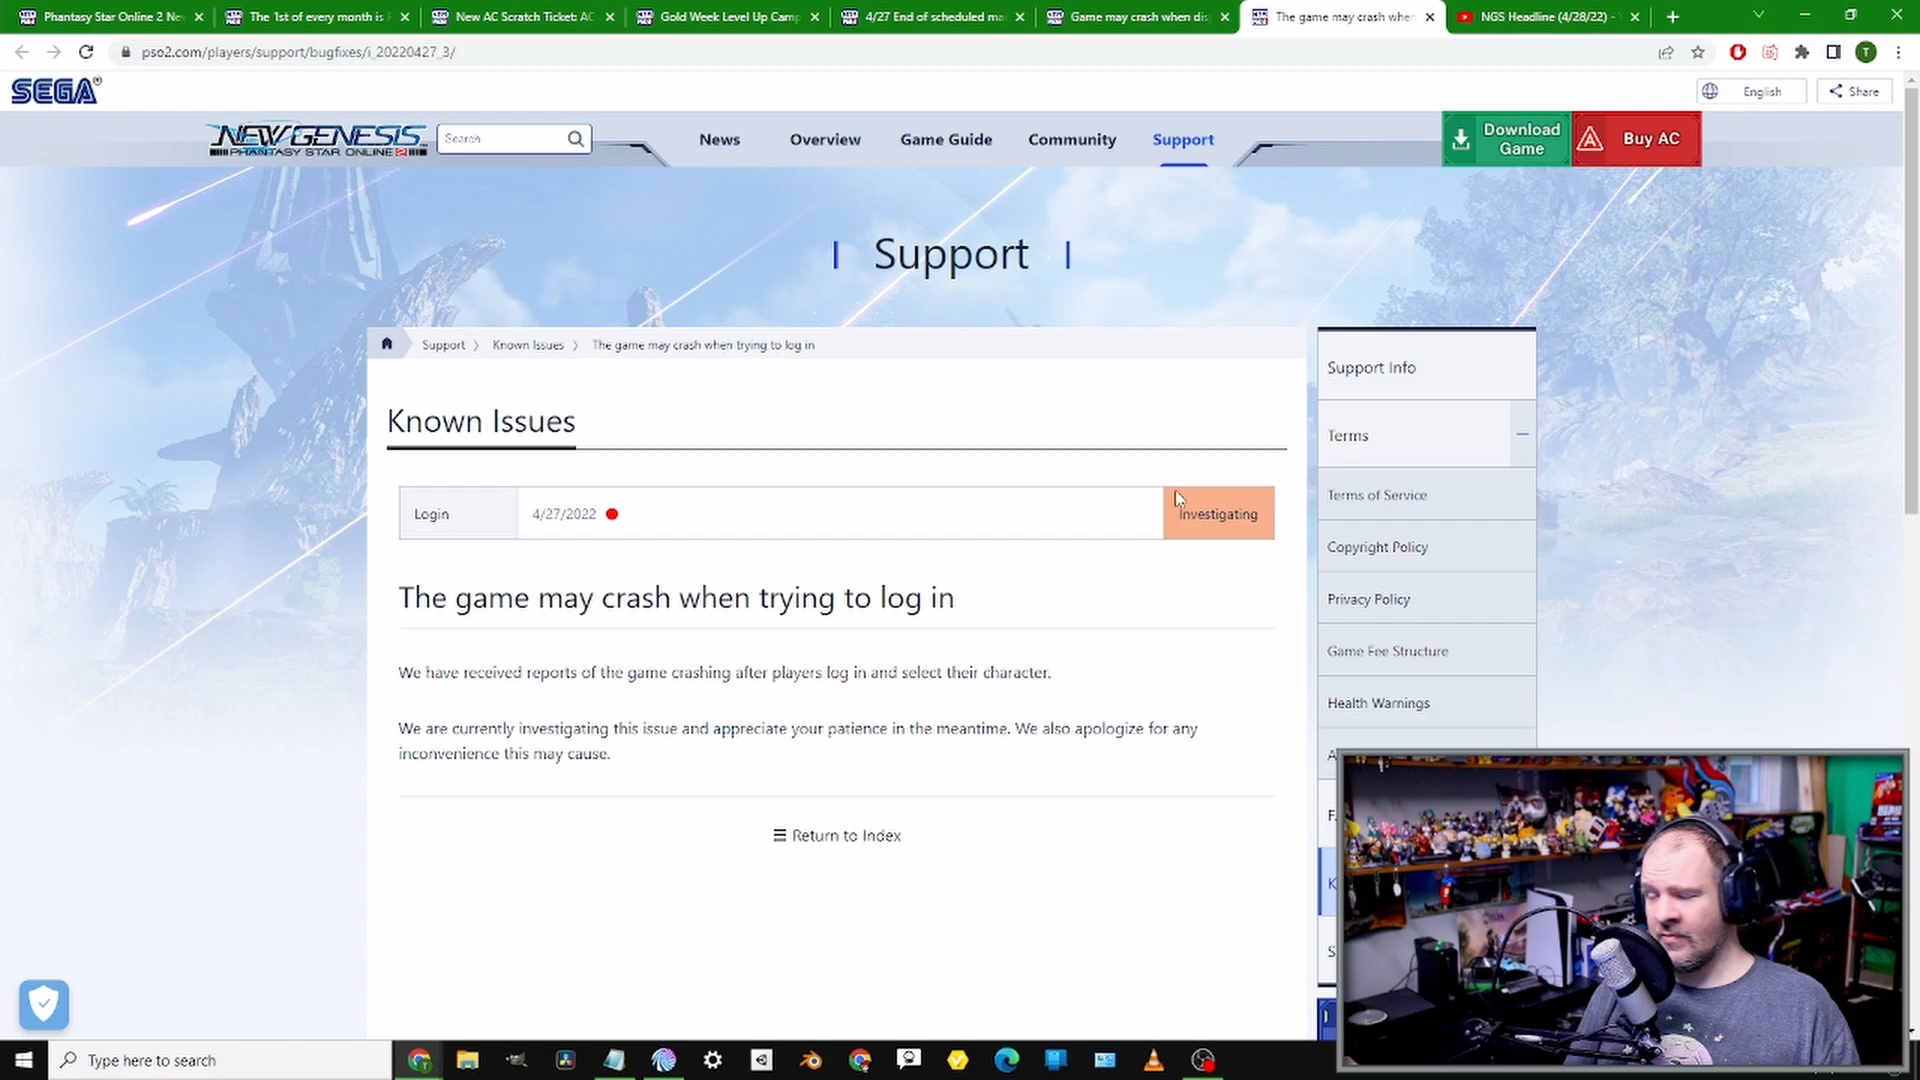 Phantasy Star Online 2 Ne
The 1st of every month is
New AC Scratch Ticket: AC
Gold Week Level Up Camp
4/27 End of scheduled ma
Game may crash when dis
The game may crash when
NGS Headline (4/28/22) -
pso2.com/players/support/bugfixes/i_20220427_3/
T
SEGA
English
Share
NEW GENESIS
PHANTASY STAR ONLINE 2
Search
News
Overview
Game Guide
Community
Support
Download
Game
Buy AC
Support
Support
Known Issues
The game may crash when trying to log in
Known Issues
Login
4/27/2022
Investigating
The game may crash when trying to log in
We have received reports of the game crashing after players log in and select their character.
We are currently investigating this issue and appreciate your patience in the meantime. We also apologize for any
inconvenience this may cause.
Return to Index
Support Info
Terms
Terms of Service
Copyright Policy
Privacy Policy
Game Fee Structure
Health Warnings
Type here to search